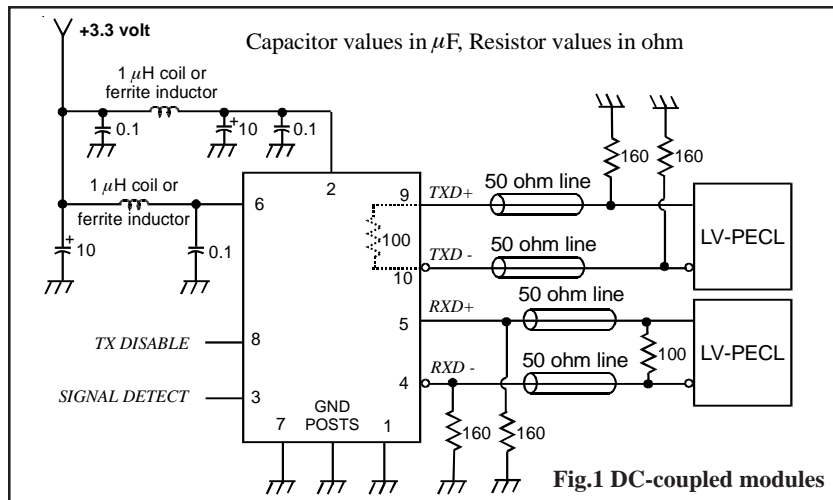 +3.3 volt
Capacitor values in µF, Resistor values in ohm
1 µH coil or
ferrite inductor
0.1
+
10
0.1
1 µH coil or
ferrite inductor
+
10
0.1
6
2
9
10
100
5
4
8
3
7
GND
POSTS
1
TX DISABLE
SIGNAL DETECT
TXD+
TXD -
RXD+
RXD -
50 ohm line
50 ohm line
50 ohm line
50 ohm line
160
160
LV-PECL
LV-PECL
100
160
160
Fig.1 DC-coupled modules